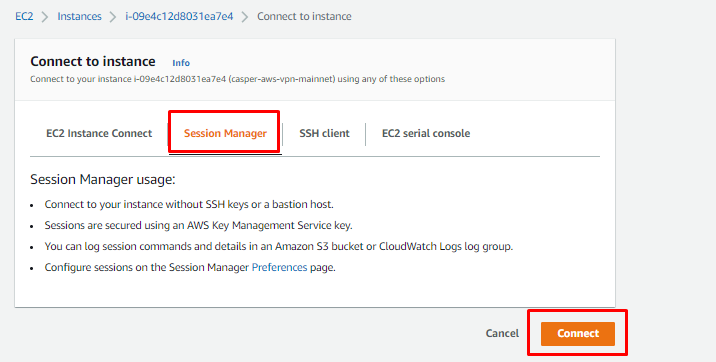 EC2 > Instances > i-09e4c12d8031ea7e4 > Connect to instance
Connect to instance Info
Connect to your instance i-09e4c12d8031ea7e4 (casper-aws-vpn-mainnet) using any of these options
EC2 Instance Connect Session Manager SSH client EC2 serial console
Session Manager usage:
• Connect to your instance without SSH keys or a bastion host.
• Sessions are secured using an AWS Key Management Service key.
• You can log session commands and details in an Amazon S3 bucket or CloudWatch Logs log group.
• Configure sessions on the Session Manager Preferences page.
Cancel Connect